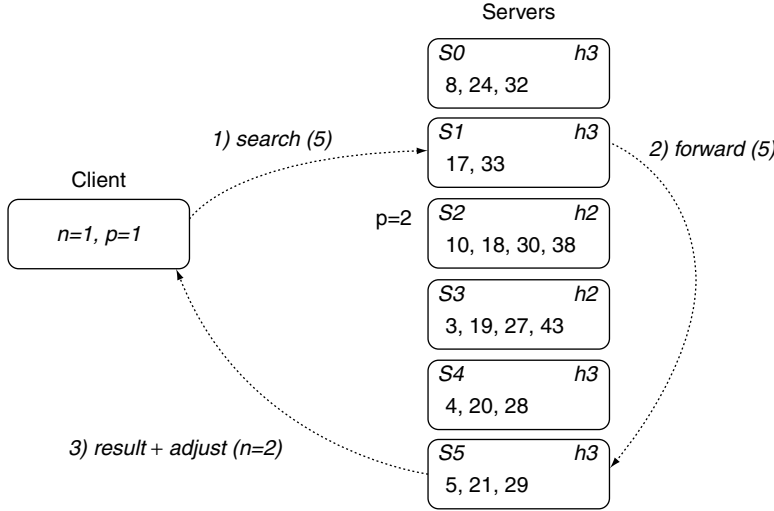 Servers
S0 h3
8, 24, 32
1) search (5)
S1 h3
17, 33
2) forward (5)
Client
n=1, p=1
p=2
S2 h2
10, 18, 30, 38
S3 h2
3, 19, 27, 43
S4 h3
4, 20, 28
3) result + adjust (n=2)
S5 h3
5, 21, 29